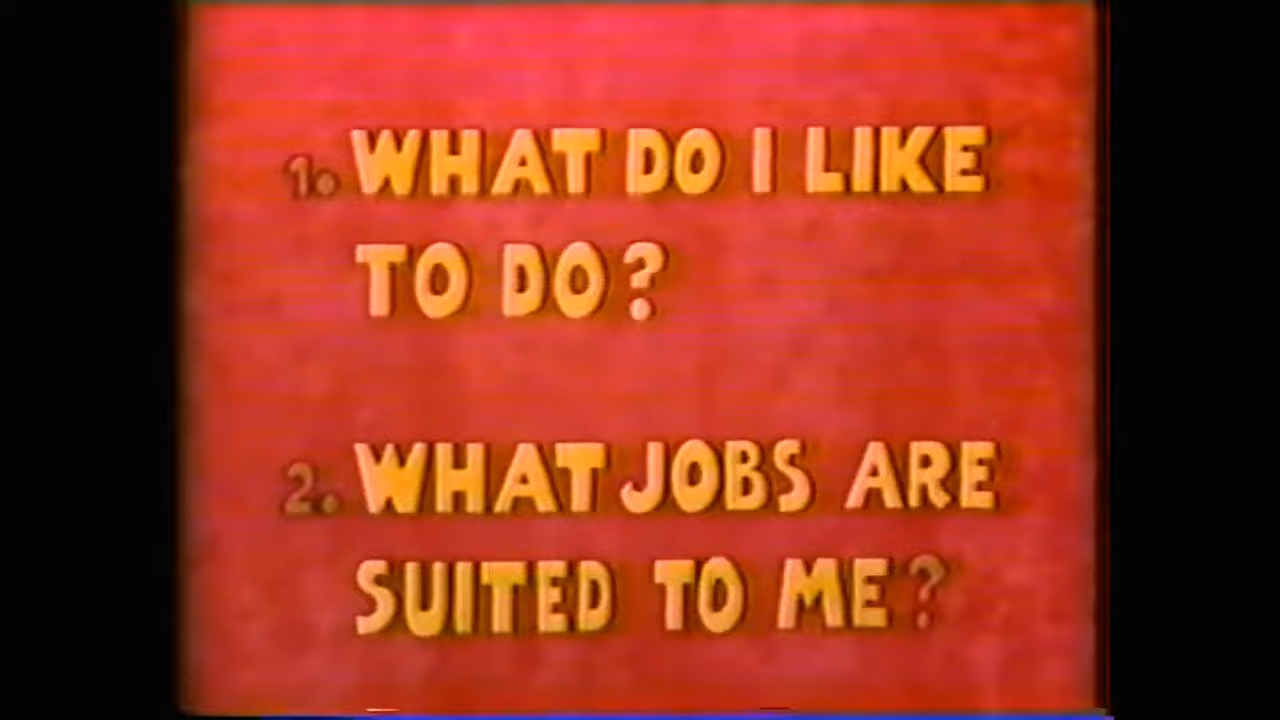 1. WHAT DO I LIKE
TO DO?
2. WHAT JOBS ARE
SUITED TO ME?